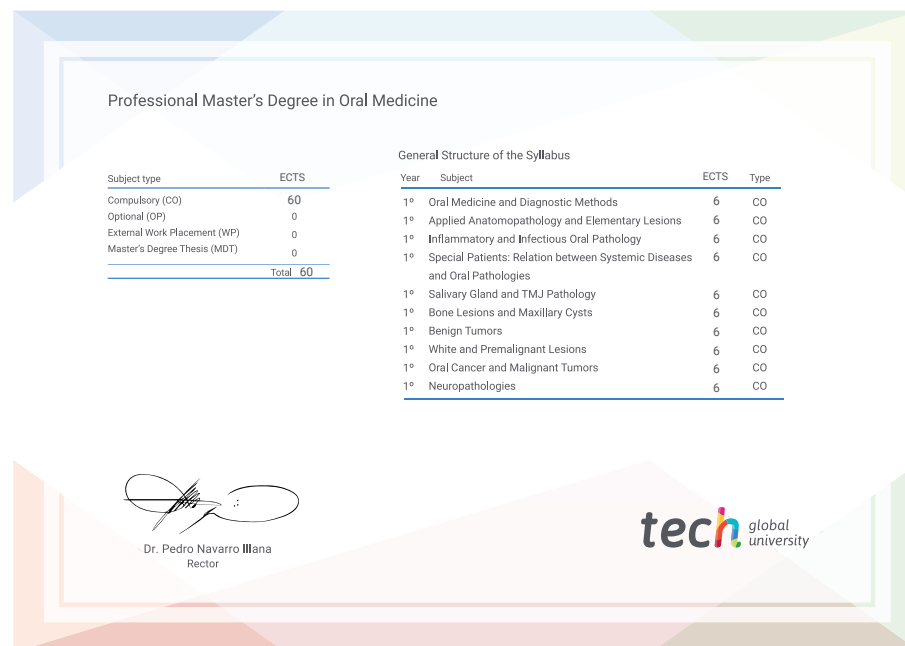 Professional Master's Degree in Oral Medicine
General Structure of the Syllabus
Subject type ECTS
Compulsory (CO) 60
Optional (OP) 0
External Work Placement (WP) 0
Master's Degree Thesis (MDT) 0
Total 60
Year Subject ECTS Type
1º Oral Medicine and Diagnostic Methods 6 CO
1º Applied Anatomopathology and Elementary Lesions 6 CO
1º Inflammatory and Infectious Oral Pathology 6 CO
1º Special Patients: Relation between Systemic Diseases 6 CO
and Oral Pathologies
1º Salivary Gland and TMJ Pathology 6 CO
1º Bone Lesions and Maxillary Cysts 6 CO
1º Benign Tumors 6 CO
1º White and Premalignant Lesions 6 CO
1º Oral Cancer and Malignant Tumors 6 CO
1º Neuropathologies 6 CO
Dr. Pedro Navarro Illana
Rector
tech global
university